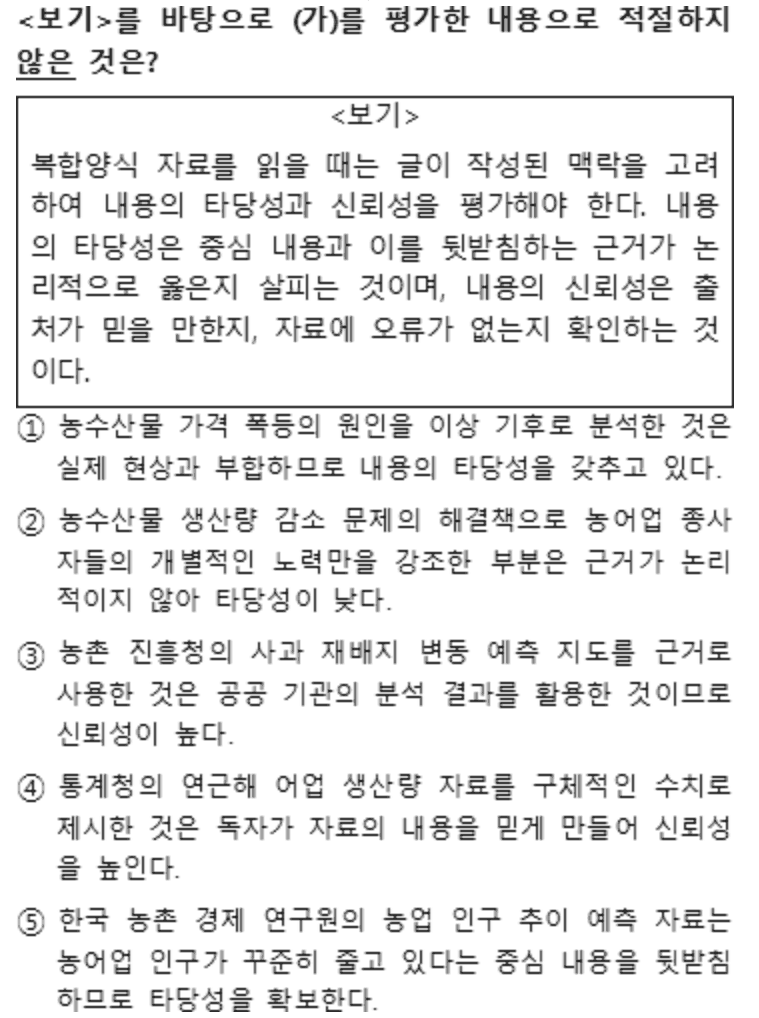 <보기>를 바탕으로 (가)를 평가한 내용으로 적절하지
않은 것은?
<보기>
복합양식 자료를 읽을 때는 글이 작성된 맥락을 고려
하여 내용의 타당성과 신뢰성을 평가해야 한다. 내용
의 타당성은 중심 내용과 이를 뒷받침하는 근거가 논
리적으로 옳은지 살피는 것이며, 내용의 신뢰성은 출
처가 믿을 만한지, 자료에 오류가 없는지 확인하는 것
이다.
① 농수산물 가격 폭등의 원인을 이상 기후로 분석한 것은
실제 현상과 부합하므로 내용의 타당성을 갖추고 있다.
② 농수산물 생산량 감소 문제의 해결책으로 농어업 종사
자들의 개별적인 노력만을 강조한 부분은 근거가 논리
적이지 않아 타당성이 낮다.
③ 농촌 진흥청의 사과 재배지 변동 예측 지도를 근거로
사용한 것은 공공 기관의 분석 결과를 활용한 것이므로
신뢰성이 높다.
④ 통계청의 연근해 어업 생산량 자료를 구체적인 수치로
제시한 것은 독자가 자료의 내용을 믿게 만들어 신뢰성
을 높인다.
⑤ 한국 농촌 경제 연구원의 농업 인구 추이 예측 자료는
농어업 인구가 꾸준히 줄고 있다는 중심 내용을 뒷받침
하므로 타당성을 확보한다.